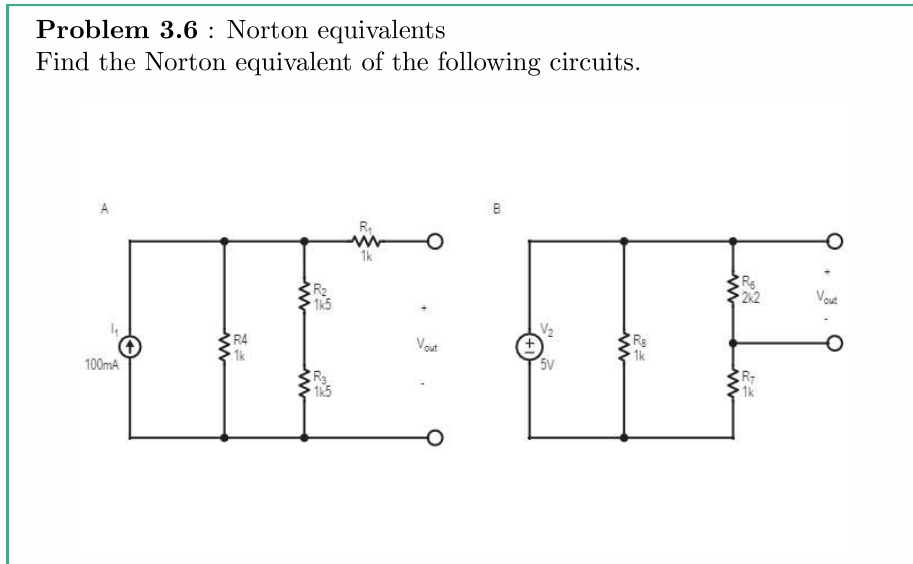 Problem 3.6 : Norton equivalents
Find the Norton equivalent of the following circuits.
A
R₁
1k
R₂
1k5
I₁
100mA
R4
1k
R₃
1k5
+
Vout
-
B
R₆
2k2
+
Vout
-
V₂
+
5V
R₈
1k
R₇
1k